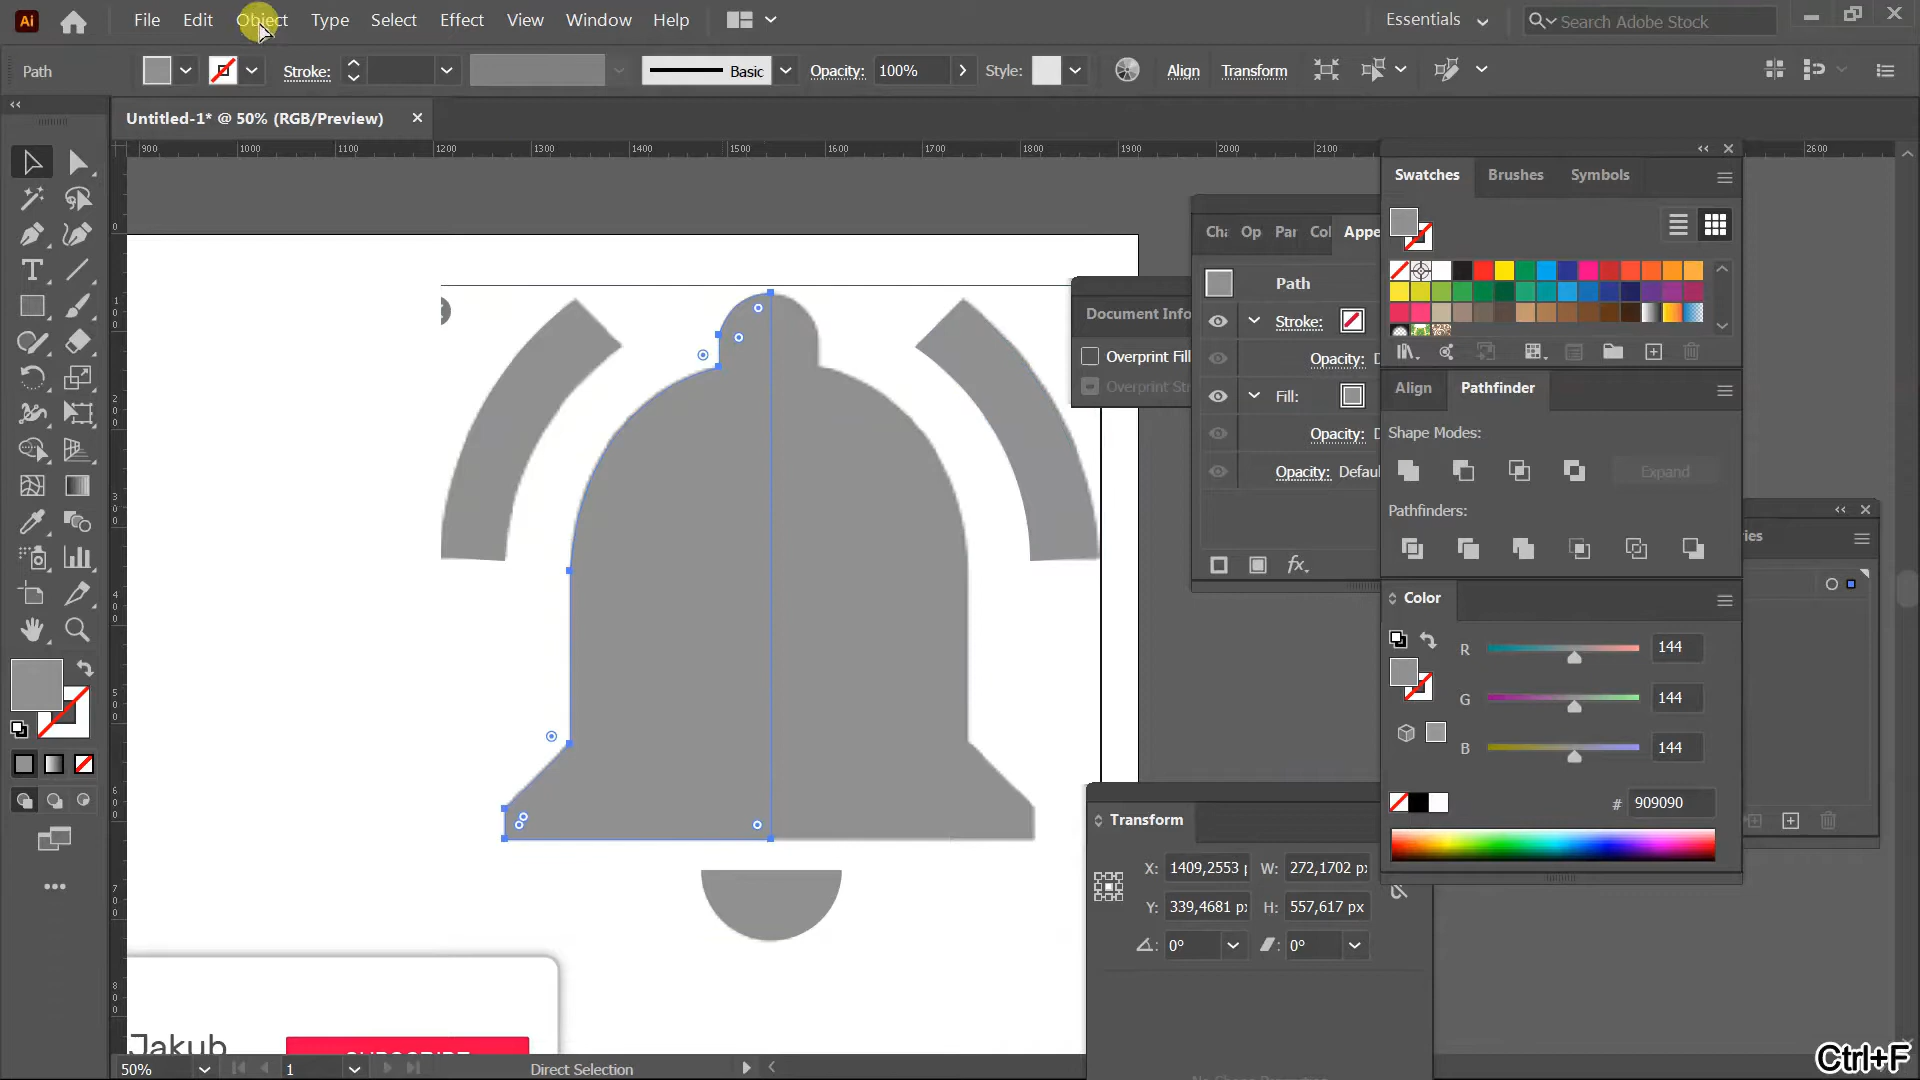 Ai File Edit Object Type Select Effect View Window Help Essentials Search Adobe Stock
Path Stroke: Basic Opacity: 100% Style: Align Transform
Untitled-1* @ 50% (RGB/Preview)
900 1000 1100 1200 1300 1400 1500 1600 1700 1800 1900 2000 2100 2600
Swatches Brushes Symbols
Op Par Col Appe
Path
Document Info
Stroke:
Overprint Fill
Opacity:
Overprint Str
Fill:
Opacity:
Opacity: Defaul
Align Pathfinder
Shape Modes:
Expand
Pathfinders:
ies
Color
R 144
G 144
B 144
# 909090
Transform
X: 1409,2553 W: 272,1702 px
Y: 339,4681 H: 557,617 px
0° 0°
Jakub
SUBSCRIBE
50% 1 Direct Selection
Ctrl+F